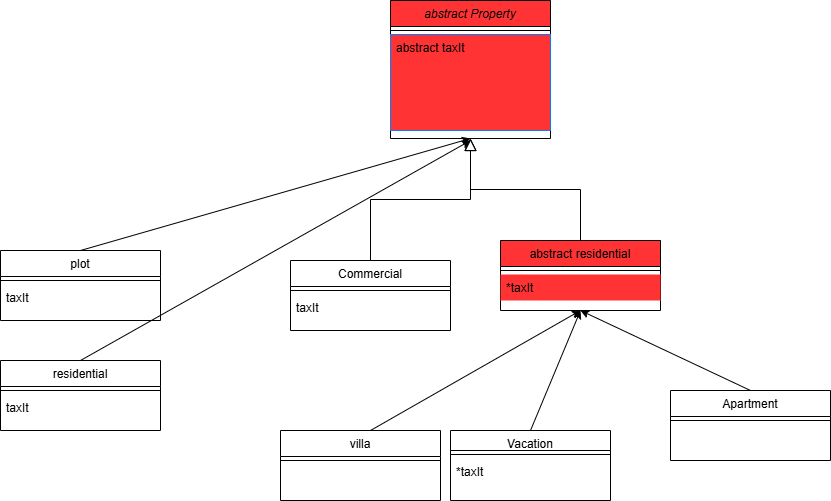 abstract Property
abstract taxIt
plot
taxIt
Commercial
taxIt
abstract residential
*taxIt
residential
taxIt
villa
Vacation
*taxIt
Apartment